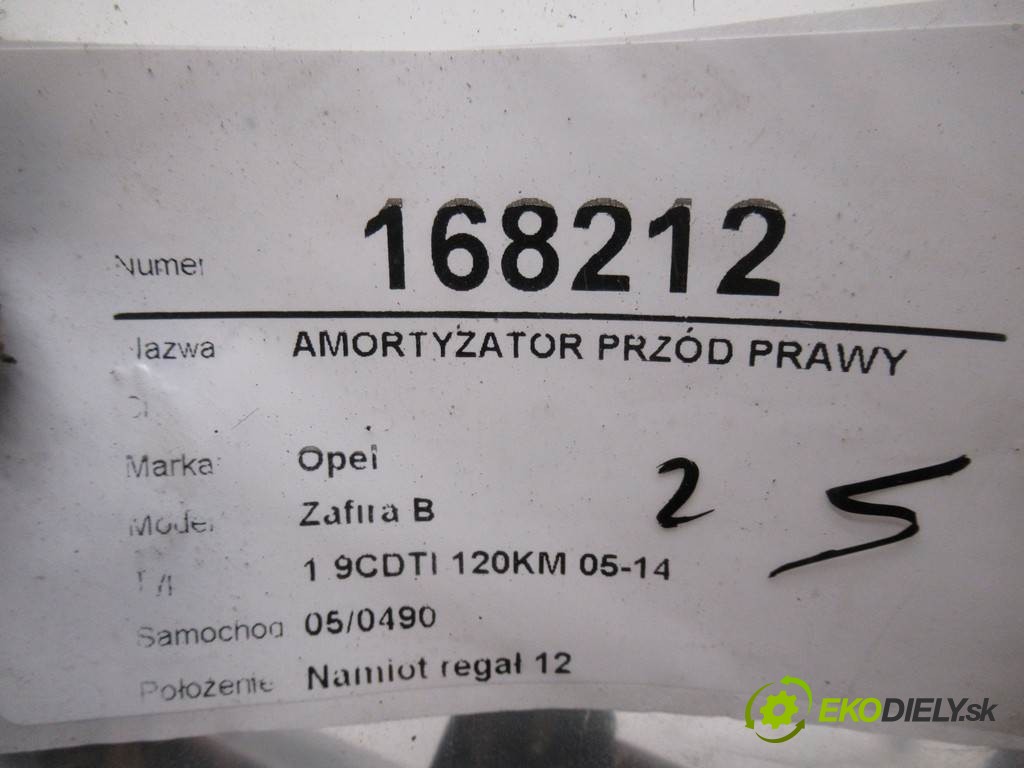 Numer 168212
Nazwa AMORTYZATOR PRZÓD PRAWY
Marka Opel
Model Zafira B
2 5
1 9CDTI 120KM 05-14
Samochod 05/0490
Położenie Namiot regał 12
EKODIELY.sk